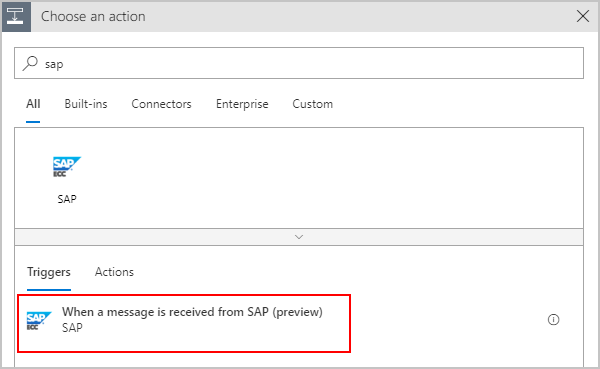 Choose an action
sap
All Built-ins Connectors Enterprise Custom
SAP
ECC
SAP
Triggers Actions
SAP
ECC
When a message is received from SAP (preview)
SAP